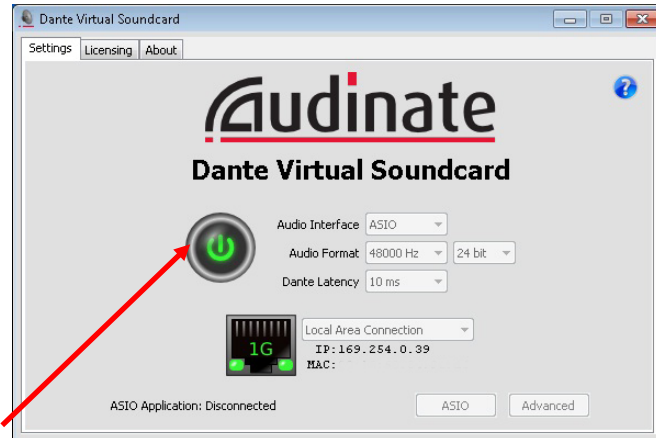 Dante Virtual Soundcard
Settings Licensing About
Audinate
Dante Virtual Soundcard
Audio Interface ASIO
Audio Format 48000 Hz 24 bit
Dante Latency 10 ms
1G Local Area Connection
IP:169.254.0.39
MAC:
ASIO Application: Disconnected ASIO Advanced